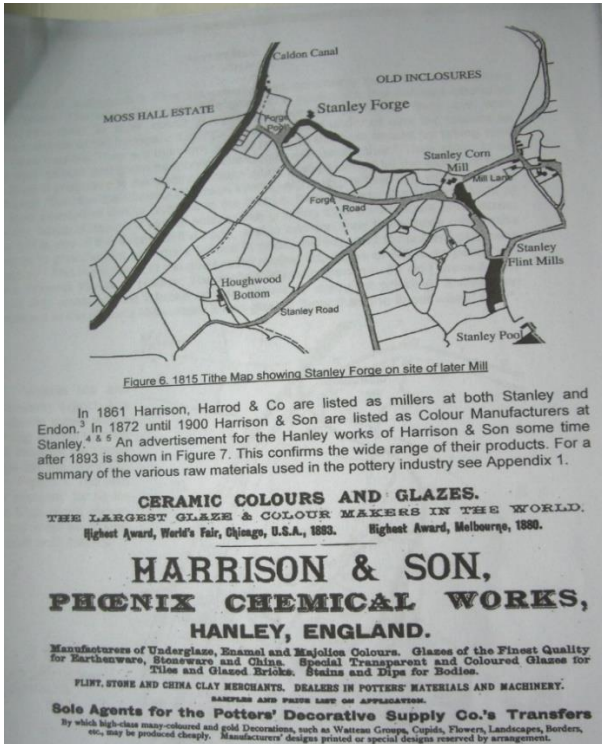 Caldon Canal
OLD INCLOSURES
MOSS HALL ESTATE
Stanley Forge
Forge
Pool
Stanley Corn
Mill
Mill Lane
Forge
Road
Stanley
Flint Mills
Houghwood
Bottom
Stanley Road
Stanley Pool
Figure 6. 1815 Tithe Map showing Stanley Forge on site of later Mill
In 1861 Harrison, Harrod & Co are listed as millers at both Stanley and
Endon.3 In 1872 until 1900 Harrison & Son are listed as Colour Manufacturers at
Stanley.4 & 5 An advertisement for the Hanley works of Harrison & Son some time
after 1893 is shown in Figure 7. This confirms the wide range of their products. For a
summary of the various raw materials used in the pottery industry see Appendix 1.
CERAMIC COLOURS AND GLAZES.
THE LARGEST GLAZE & COLOUR MAKERS IN THE WORLD.
Highest Award, World's Fair, Chicago, U.S.A., 1893. Highest Award, Melbourne, 1880.
HARRISON & SON,
PHŒNIX CHEMICAL WORKS,
HANLEY, ENGLAND.
Manufacturers of Underglaze, Enamel and Majolica Colours. Glazes of the Finest Quality
for Earthenware, Stoneware and China. Special Transparent and Coloured Glazes for
Tiles and Glazed Bricks. Stains and Dips for Bodies.
FLINT, STONE AND CHINA CLAY MERCHANTS. DEALERS IN POTTERS' MATERIALS AND MACHINERY.
SAMPLES AND PRICE LIST ON APPLICATION.
Sole Agents for the Potters' Decorative Supply Co.'s Transfers
By which high-class many-coloured and gold Decorations, such as Watteau Groups, Cupids, Flowers, Landscapes, Borders,
etc., may be produced cheaply. Manufacturers' designs printed or special designs reserved by arrangement.